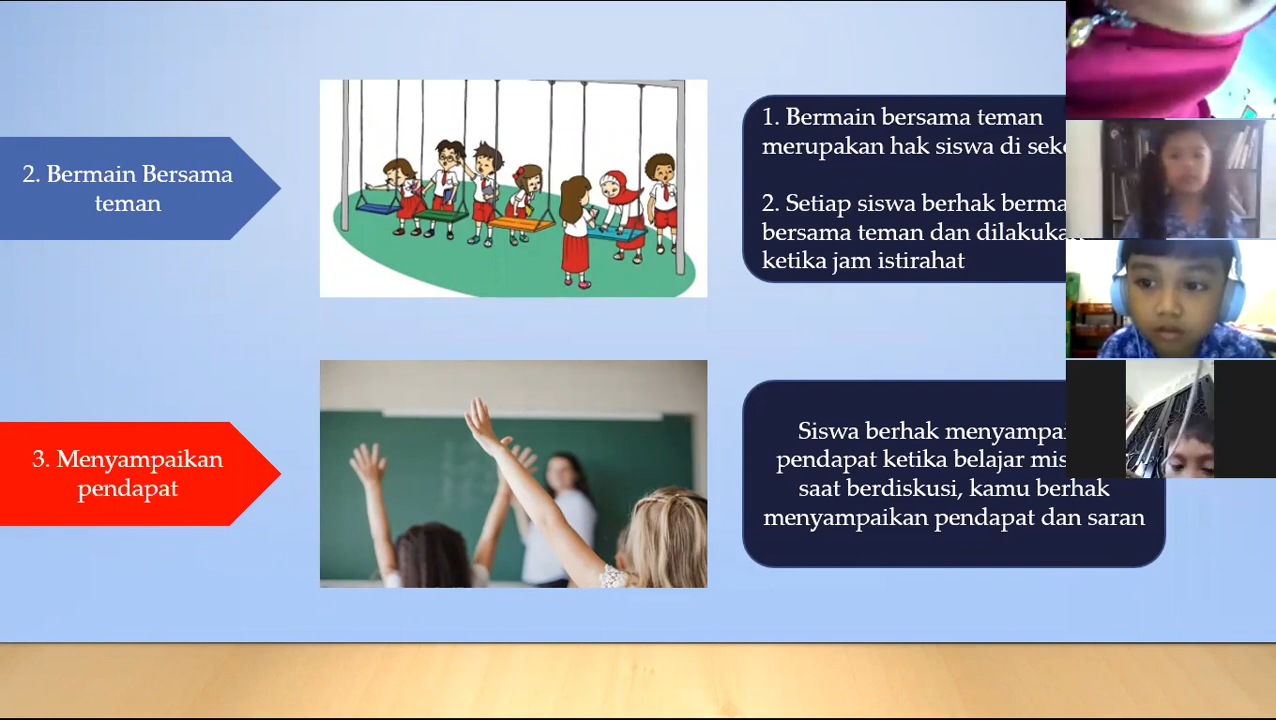 2. Bermain Bersama
teman
1. Bermain bersama teman
merupakan hak siswa di
2. Setiap siswa berhak
bersama teman dan
ketika jam istirahat
3. Menyampaikan
pendapat
Siswa berhak
pendapat ketika belajar
saat berdiskusi, kamu berhak
menyampaikan pendapat dan saran